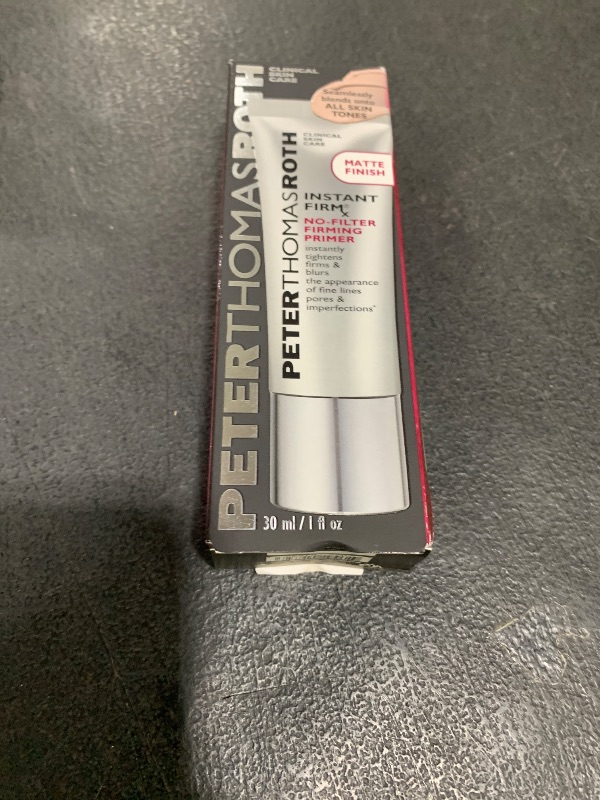 PETERTHOMASROTH
CLINICAL
SKIN
CARE
Seamlessly
blends onto
ALL SKIN
TONES
PETERTHOMASROTH
CLINICAL
SKIN
CARE
MATTE
FINISH
INSTANT
FIRMx®
NO-FILTER
FIRMING
PRIMER
instantly
tightens
firms &
blurs
the appearance
of fine lines
pores &
imperfections*
30 ml / 1 fl oz